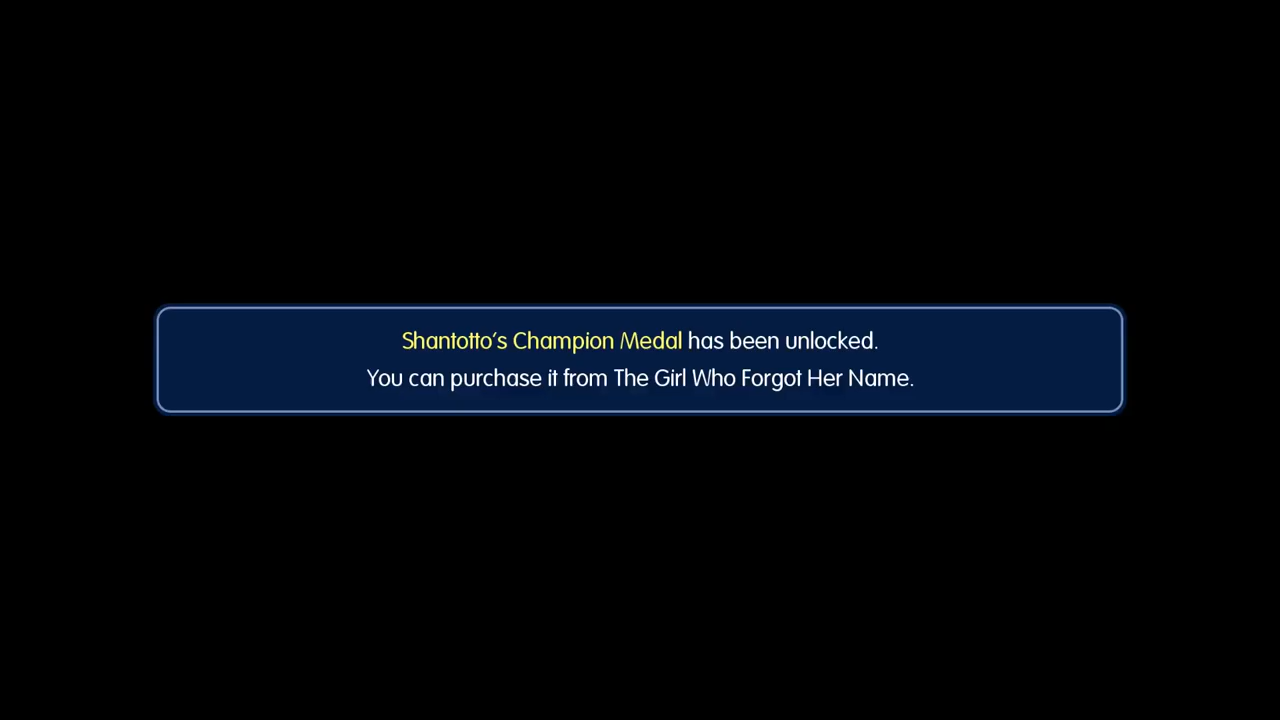 Shantotto's Champion Medal has been unlocked.
You can purchase it from The Girl Who Forgot Her Name.